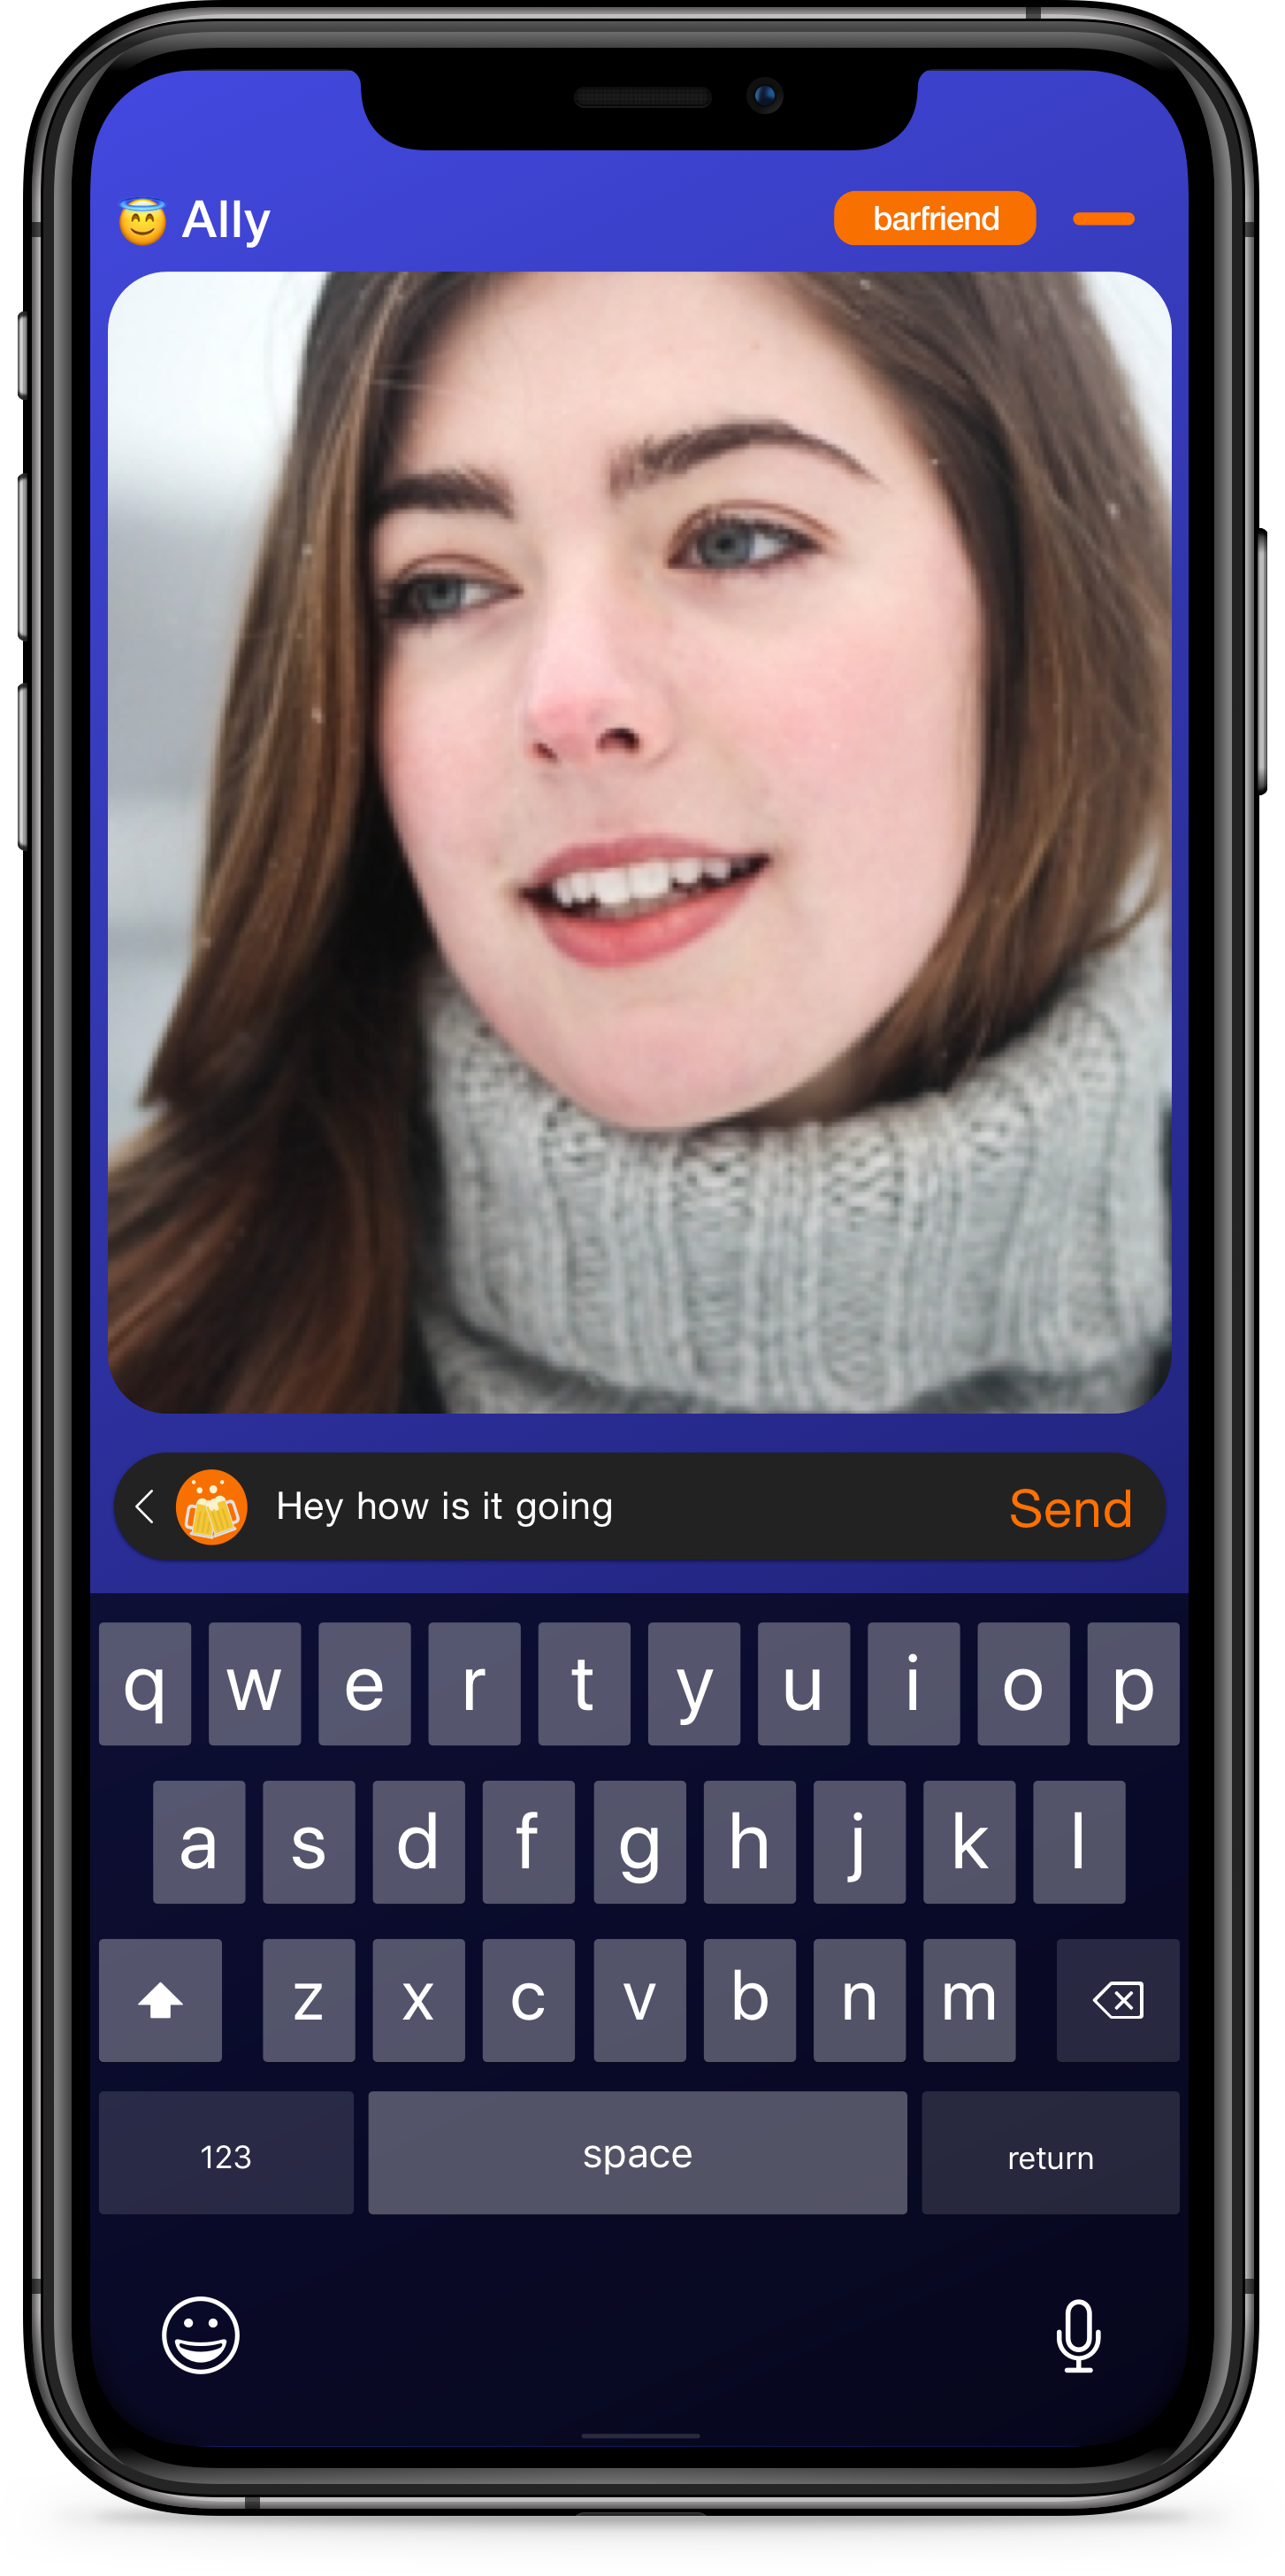 😇 Ally
barfriend
Hey how is it going
Send
q w e r t y u i o p
a s d f g h j k l
z x c v b n m
123 space return